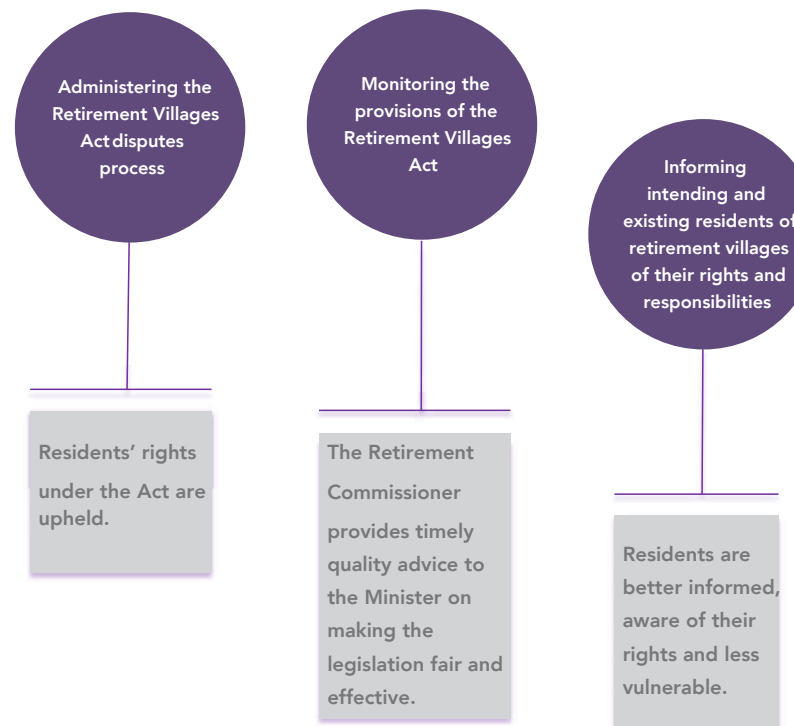 Administering the
Retirement Villages
Act disputes
process
Monitoring the
provisions of the
Retirement Villages
Act
Informing
intending and
existing residents of
retirement villages
of their rights and
responsibilities
Residents’ rights
under the Act are
upheld.
The Retirement
Commissioner
provides timely
quality advice to
the Minister on
making the
legislation fair and
effective.
Residents are
better informed,
aware of their
rights and less
vulnerable.